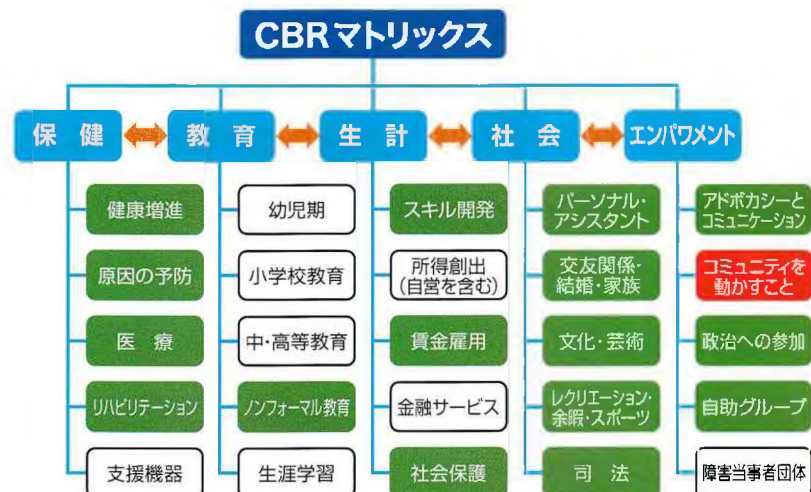 CBRマトリックス
保健
教育
生計
社会
エンパワメント
健康増進
原因の予防
医療
リハビリテーション
支援機器
幼児期
小学校教育
中・高等教育
ノンフォーマル教育
生涯学習
スキル開発
所得創出
(自営を含む)
賃金雇用
金融サービス
社会保護
パーソナル・
アシスタント
交友関係・
結婚・家族
文化・芸術
レクリエーション・
余暇・スポーツ
司法
アドボカシーと
コミュニケーション
コミュニティを
動かすこと
政治への参加
自助グループ
障害当事者団体